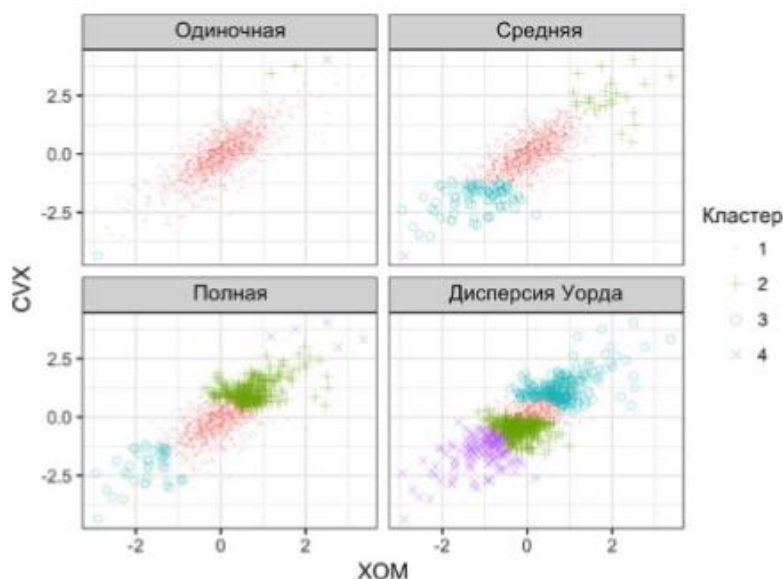 Одиночная
Средняя
2.5
0.0
-2.5
CVX
Полная
Дисперсия Уорда
2.5
0.0
-2.5
-2
0
2
-2
0
2
XOM
Кластер
1
2
3
4